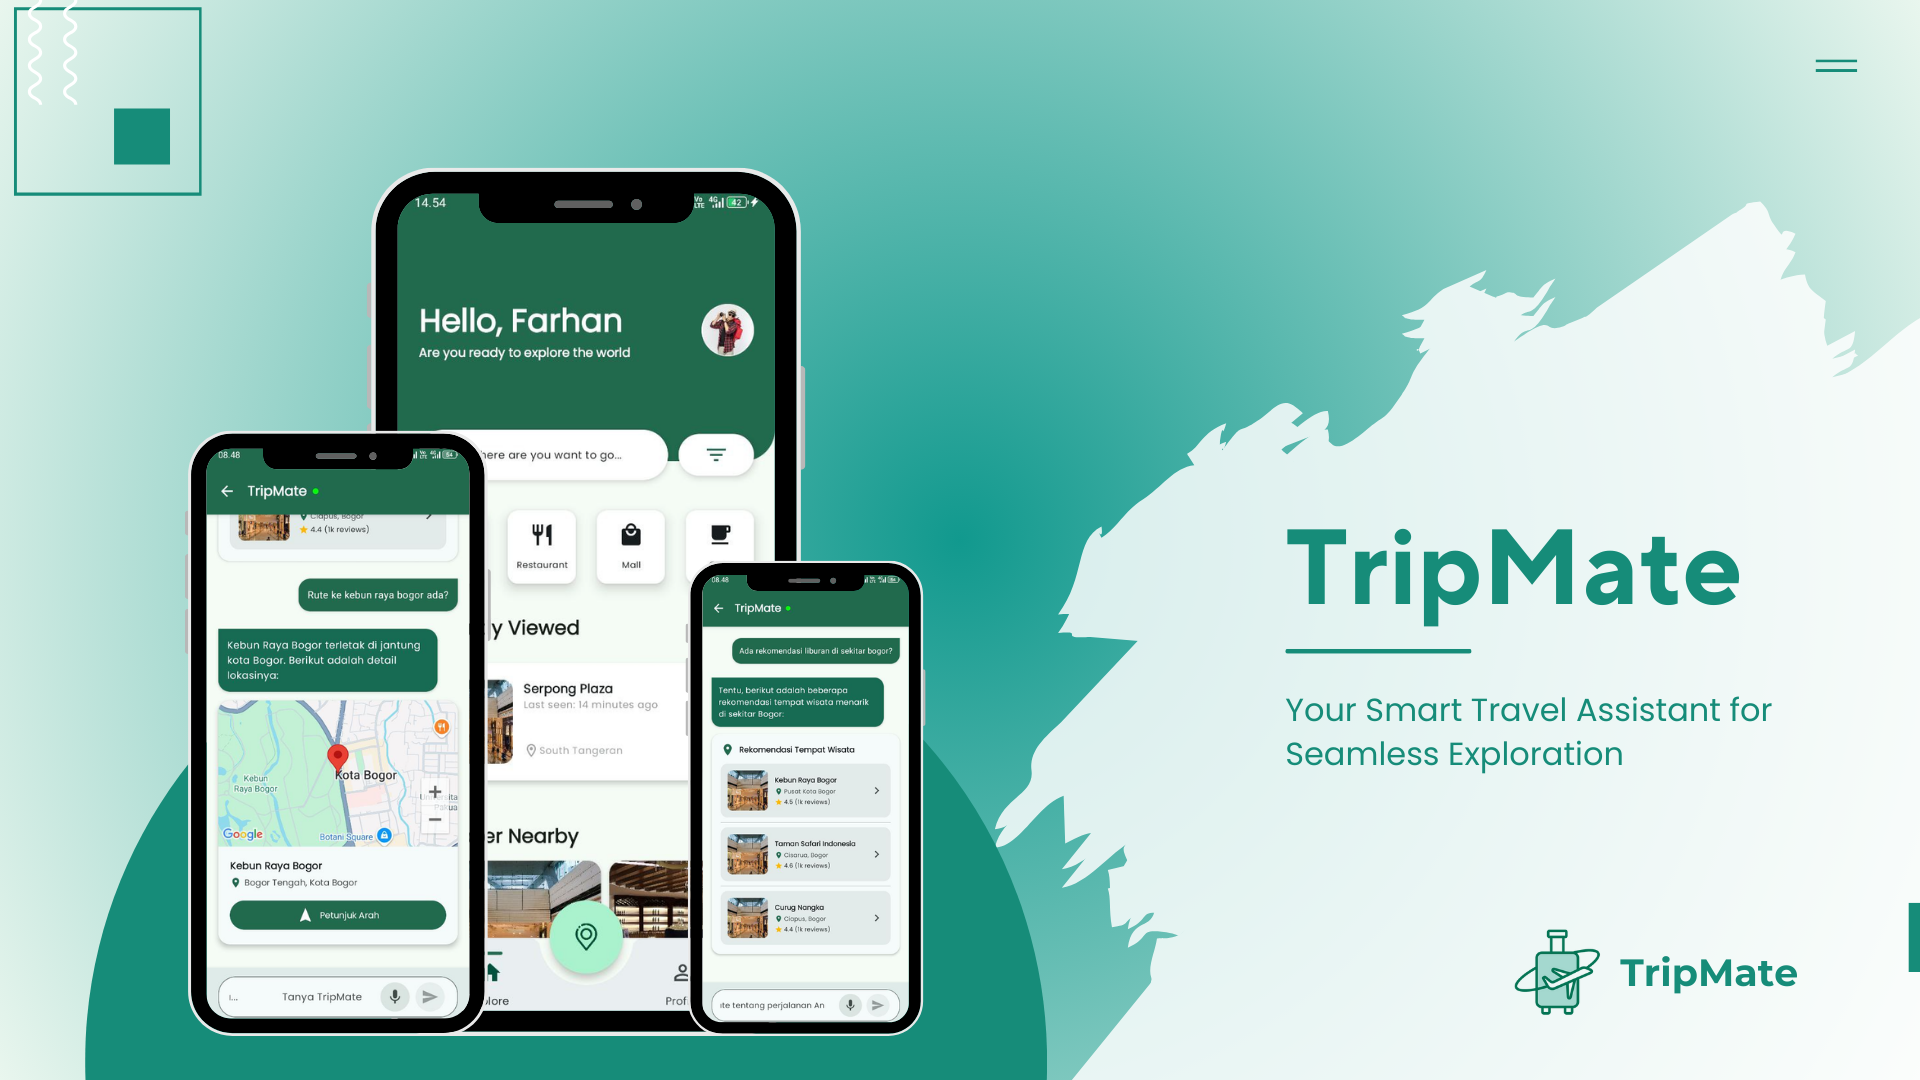 14.54
Vo LTE 4G 42
Hello, Farhan
Are you ready to explore the world
here are you want to go...
Restaurant
Mall
y Viewed
Serpong Plaza
Last seen: 14 minutes ago
South Tangeran
er Nearby
lore
Prof
08.48
TripMate
Ciapus, Bogor
4.4 (1k reviews)
Rute ke kebun raya bogor ada?
Kebun Raya Bogor terletak di jantung
kota Bogor. Berikut adalah detail
lokasinya:
Kota Bogor
Kebun
Raya Bogor
Google
Botani Square
Kebun Raya Bogor
Bogor Tengah, Kota Bogor
Petunjuk Arah
Tanya TripMate
08.48
TripMate
Ada rekomendasi liburan di sekitar bogor?
Tentu, berikut adalah beberapa
rekomendasi tempat wisata menarik
di sekitar Bogor:
Rekomendasi Tempat Wisata
Kebun Raya Bogor
Pusat Kota Bogor
4.5 (1k reviews)
Taman Safari Indonesia
Cisarua, Bogor
4.6 (1k reviews)
Curug Nangka
Ciapus, Bogor
4.4 (1k reviews)
ite tentang perjalanan An
TripMate
Your Smart Travel Assistant for
Seamless Exploration
TripMate